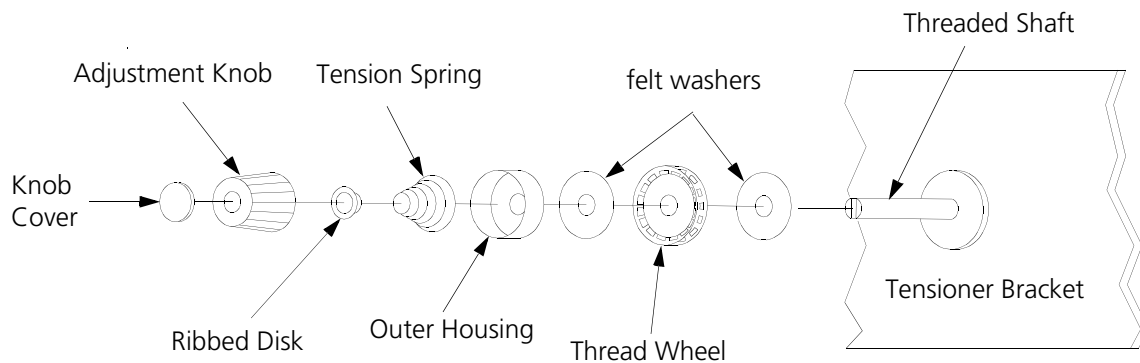 Threaded Shaft
Adjustment Knob
Tension Spring
felt washers
Knob
Cover
Tensioner Bracket
Outer Housing
Ribbed Disk
Thread Wheel